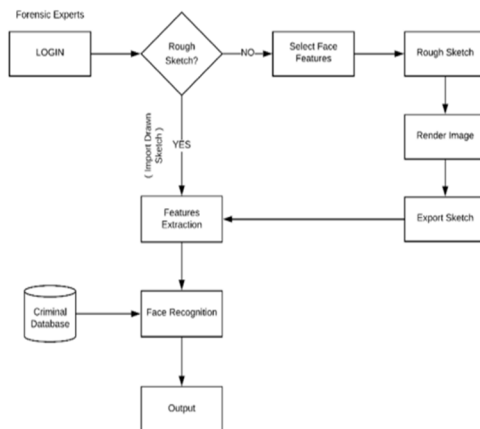 Forensic Experts
LOGIN
Rough
Sketch?
NO
Select Face
Features
Rough Sketch
Render Image
Export Sketch
YES
( Import Drawn
Sketch )
Features
Extraction
Criminal
Database
Face Recognition
Output